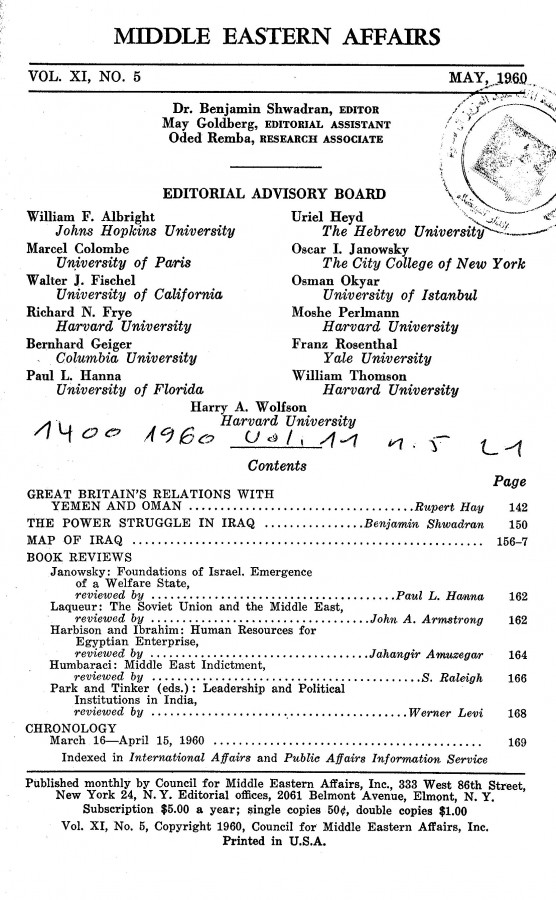 MIDDLE EASTERN AFFAIRS
VOL. XI, NO. 5 MAY, 1960
Dr. Benjamin Shwadran, EDITOR
May Goldberg, EDITORIAL ASSISTANT
Oded Remba, RESEARCH ASSOCIATE
EDITORIAL ADVISORY BOARD
William F. Albright
Johns Hopkins University
Marcel Colombe
University of Paris
Walter J. Fischel
University of California
Richard N. Frye
Harvard University
Bernhard Geiger
Columbia University
Paul L. Hanna
University of Florida
Uriel Heyd
The Hebrew University
Oscar I. Janowsky
The City College of New York
Osman Okyar
University of Istanbul
Moshe Perlmann
Harvard University
Franz Rosenthal
Yale University
William Thomson
Harvard University
Harry A. Wolfson
Harvard University
1400 1960 Vol. 11 n. 5 L1
Contents
Page
GREAT BRITAIN'S RELATIONS WITH
YEMEN AND OMAN ..................................Rupert Hay 142
THE POWER STRUGGLE IN IRAQ ................Benjamin Shwadran 150
MAP OF IRAQ ..................................................... 156–7
BOOK REVIEWS
Janowsky: Foundations of Israel. Emergence
of a Welfare State,
reviewed by .....................................Paul L. Hanna 162
Laqueur: The Soviet Union and the Middle East,
reviewed by .................................John A. Armstrong 162
Harbison and Ibrahim: Human Resources for
Egyptian Enterprise,
reviewed by .................................Jahangir Amuzegar 164
Humbaraci: Middle East Indictment,
reviewed by ........................................S. Raleigh 166
Park and Tinker (eds.): Leadership and Political
Institutions in India,
reviewed by ......................................Werner Levi 168
CHRONOLOGY
March 16—April 15, 1960 ........................................ 169
Indexed in International Affairs and Public Affairs Information Service
Published monthly by Council for Middle Eastern Affairs, Inc., 333 West 86th Street,
New York 24, N. Y. Editorial offices, 2061 Belmont Avenue, Elmont, N. Y.
Subscription $5.00 a year; single copies 50¢, double copies $1.00
Vol. XI, No. 5, Copyright 1960, Council for Middle Eastern Affairs, Inc.
Printed in U.S.A.